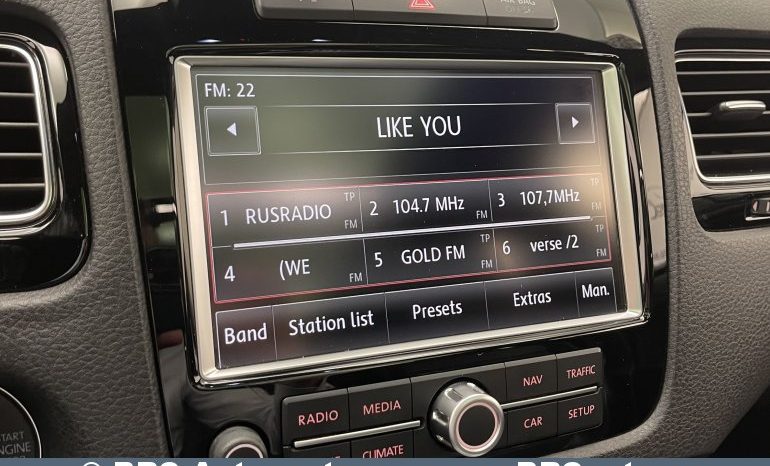 AIR BAG
FM: 22
LIKE YOU
1 RUSRADIO TP FM
2 104.7 MHz FM
3 107,7MHz TP FM
4 (WE FM
5 GOLD FM TP FM
6 verse /2 FM
Band Station list Presets Extras Man.
RADIO MEDIA NAV TRAFFIC
CLIMATE CAR SETUP
START
ENGINE